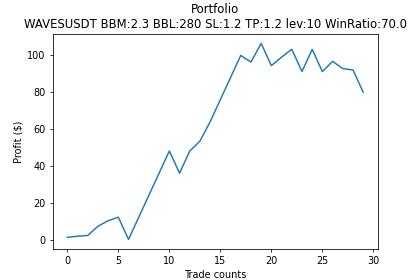 Portfolio
WAVESUSDT BBM:2.3 BBL:280 SL:1.2 TP:1.2 lev:10 WinRatio:70.0
100
80
60
40
20
0
Profit ($)
0 5 10 15 20 25 30
Trade counts